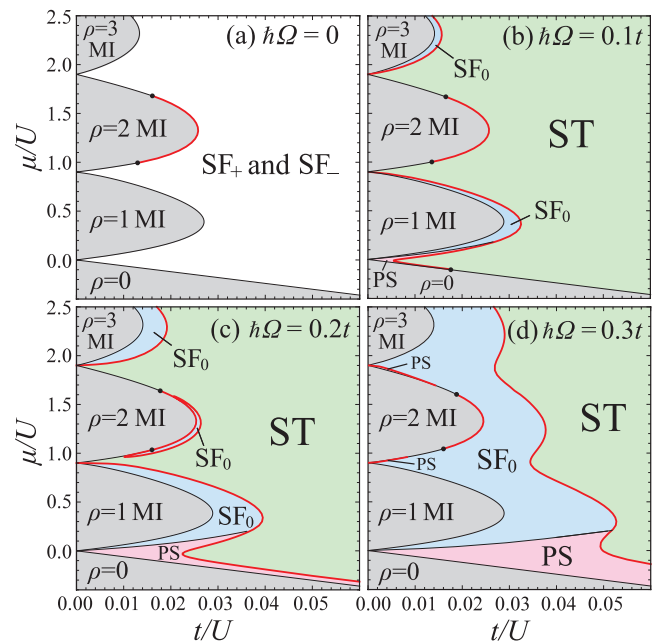 (a) ħΩ = 0
ρ=3
MI
ρ=2 MI
SF₊ and SF₋
ρ=1 MI
ρ=0
μ/U
2.5
2.0
1.5
1.0
0.5
0.0
(b) ħΩ = 0.1t
ρ=3
MI
SF₀
ρ=2 MI
ST
ρ=1 MI
SF₀
PS
ρ=0
(c) ħΩ = 0.2t
ρ=3
MI
SF₀
ρ=2 MI
ST
SF₀
ρ=1 MI
SF₀
PS
ρ=0
μ/U
2.5
2.0
1.5
1.0
0.5
0.0
0.00 0.01 0.02 0.03 0.04 0.05
t/U
(d) ħΩ = 0.3t
ρ=3
MI
PS
ST
ρ=2 MI
SF₀
PS
ρ=1 MI
PS
ρ=0
0.00 0.01 0.02 0.03 0.04 0.05
t/U